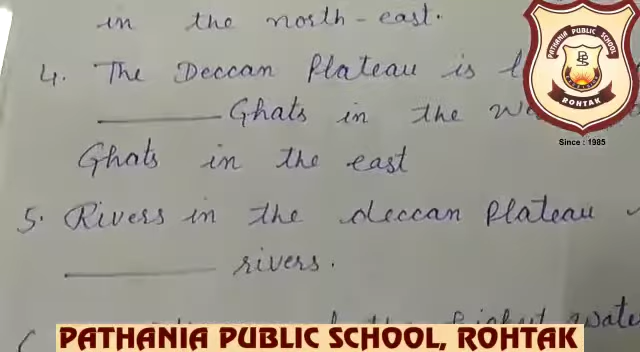 in the north-east.
4. The Deccan Plateau is
Ghats in the
Ghats in the east
5. Rivers in the deccan Plateau
rivers.
PATHANIA PUBLIC SCHOOL
ROHTAK
Since : 1985
PATHANIA PUBLIC SCHOOL, ROHTAK